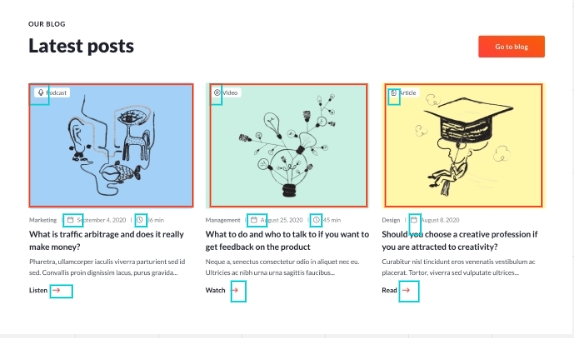 OUR BLOG
Latest posts
Go to blog
Podcast
Video
Article
Marketing | September 4, 2020 | min
Management | August 25, 2020 | 45 min
Design | August 8, 2020
What is traffic arbitrage and does it really
make money?
What to do and who to talk to if you want to
get feedback on the product
Should you choose a creative profession if
you are attracted to creativity?
Pharetra, ullamcorper iaculis viverra parturient sed id
sed. Convallis proin dignissim lacus, purus gravida...
Neque a, senectus consectetur odio in aliquet nec eu.
Ultricies ac nibh urna urna sagittis faucibus...
Curabitur nisl tincidunt eros venenatis vestibulum ac
placerat. Tortor, viverra sed vulputate ultrices...
Listen →
Watch →
Read →